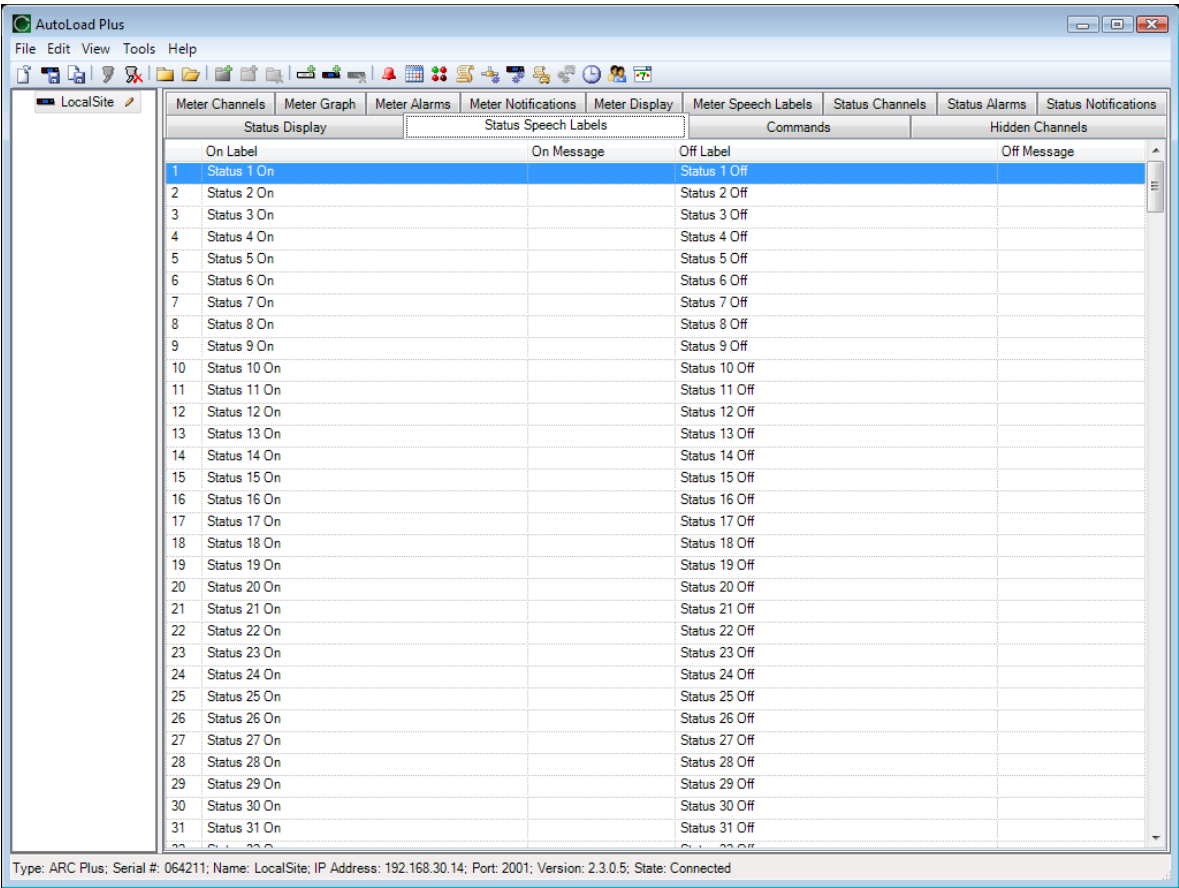 AutoLoad Plus
File Edit View Tools Help
LocalSite
Meter Channels Meter Graph Meter Alarms Meter Notifications Meter Display Meter Speech Labels Status Channels Status Alarms Status Notifications
Status Display Status Speech Labels Commands Hidden Channels
On Label On Message Off Label Off Message
1 Status 1 On Status 1 Off
2 Status 2 On Status 2 Off
3 Status 3 On Status 3 Off
4 Status 4 On Status 4 Off
5 Status 5 On Status 5 Off
6 Status 6 On Status 6 Off
7 Status 7 On Status 7 Off
8 Status 8 On Status 8 Off
9 Status 9 On Status 9 Off
10 Status 10 On Status 10 Off
11 Status 11 On Status 11 Off
12 Status 12 On Status 12 Off
13 Status 13 On Status 13 Off
14 Status 14 On Status 14 Off
15 Status 15 On Status 15 Off
16 Status 16 On Status 16 Off
17 Status 17 On Status 17 Off
18 Status 18 On Status 18 Off
19 Status 19 On Status 19 Off
20 Status 20 On Status 20 Off
21 Status 21 On Status 21 Off
22 Status 22 On Status 22 Off
23 Status 23 On Status 23 Off
24 Status 24 On Status 24 Off
25 Status 25 On Status 25 Off
26 Status 26 On Status 26 Off
27 Status 27 On Status 27 Off
28 Status 28 On Status 28 Off
29 Status 29 On Status 29 Off
30 Status 30 On Status 30 Off
31 Status 31 On Status 31 Off
Type: ARC Plus; Serial #: 064211; Name: LocalSite; IP Address: 192.168.30.14; Port: 2001; Version: 2.3.0.5; State: Connected